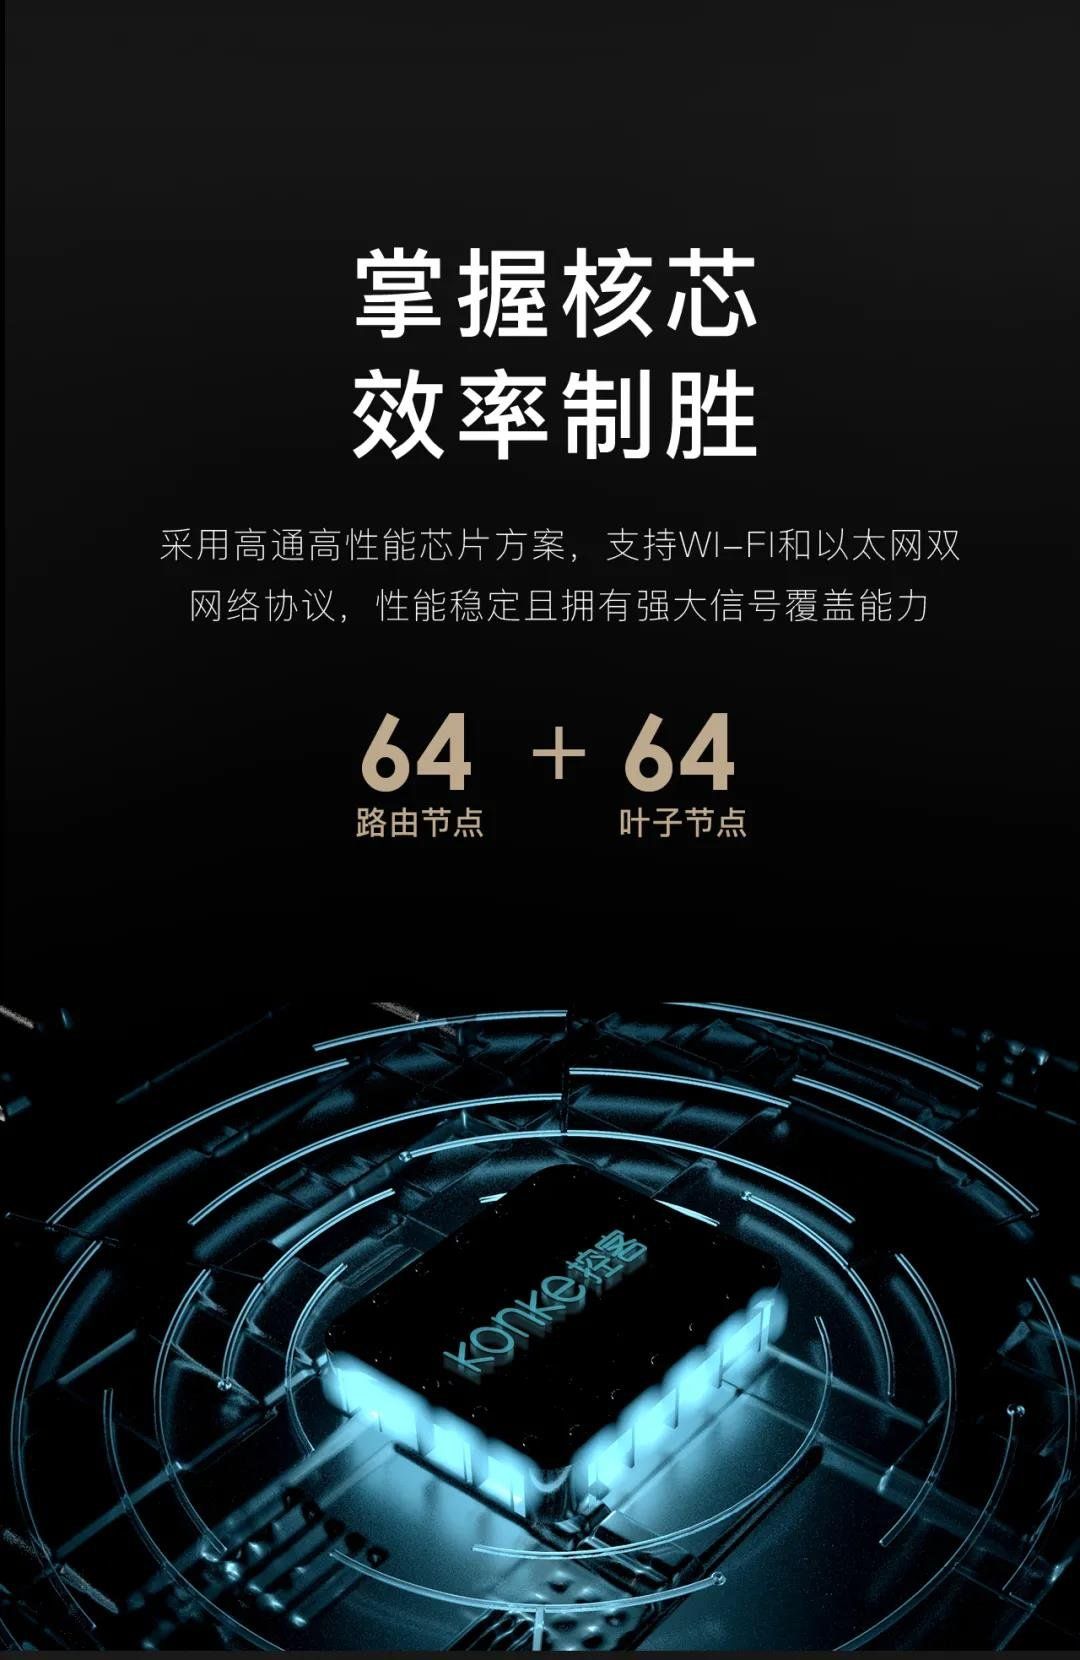 掌握核芯
效率制胜
采用高通高性能芯片方案，支持WI-FI和以太网双
网络协议，性能稳定且拥有强大信号覆盖能力
64 + 64
路由节点 叶子节点
konke控客